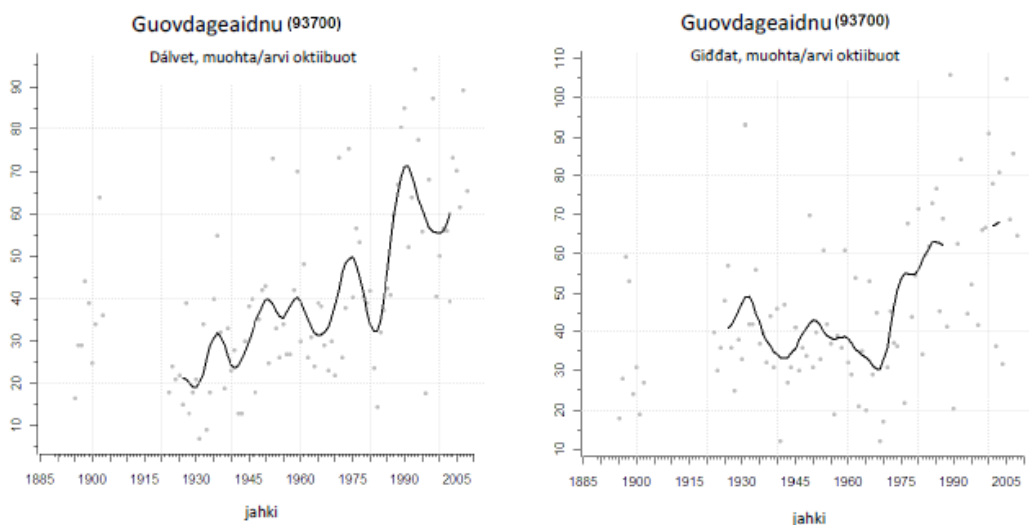 Guovdageaidnu (93700)
Dálvet, muohta/arvi oktiibuot
90
80
70
60
50
40
30
20
10
1885 1900 1915 1930 1945 1960 1975 1990 2005
jahki
Guovdageaidnu (93700)
Giđđat, muohta/arvi oktiibuot
110
100
90
80
70
60
50
40
30
20
10
1885 1900 1915 1930 1945 1960 1975 1990 2005
jahki